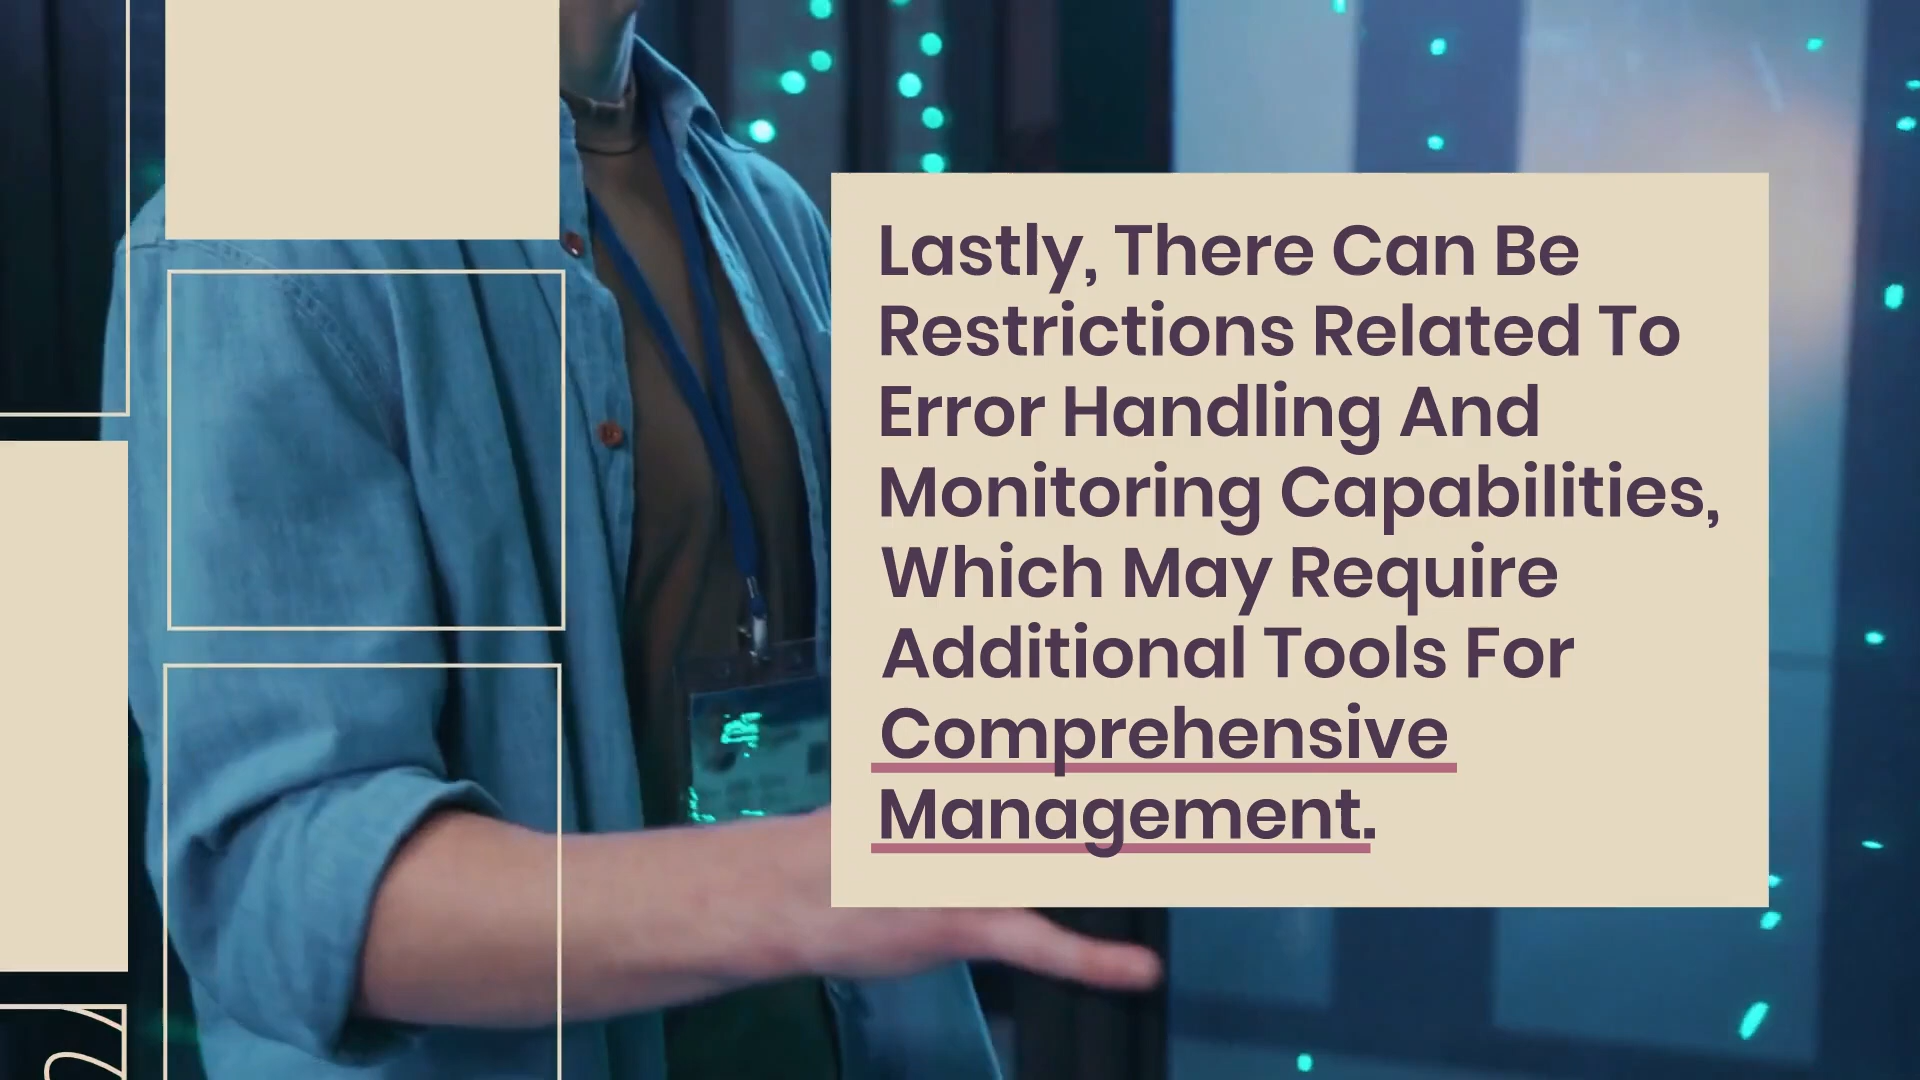 Lastly, There Can Be
Restrictions Related To
Error Handling And
Monitoring Capabilities,
Which May Require
Additional Tools For
Comprehensive
Management.